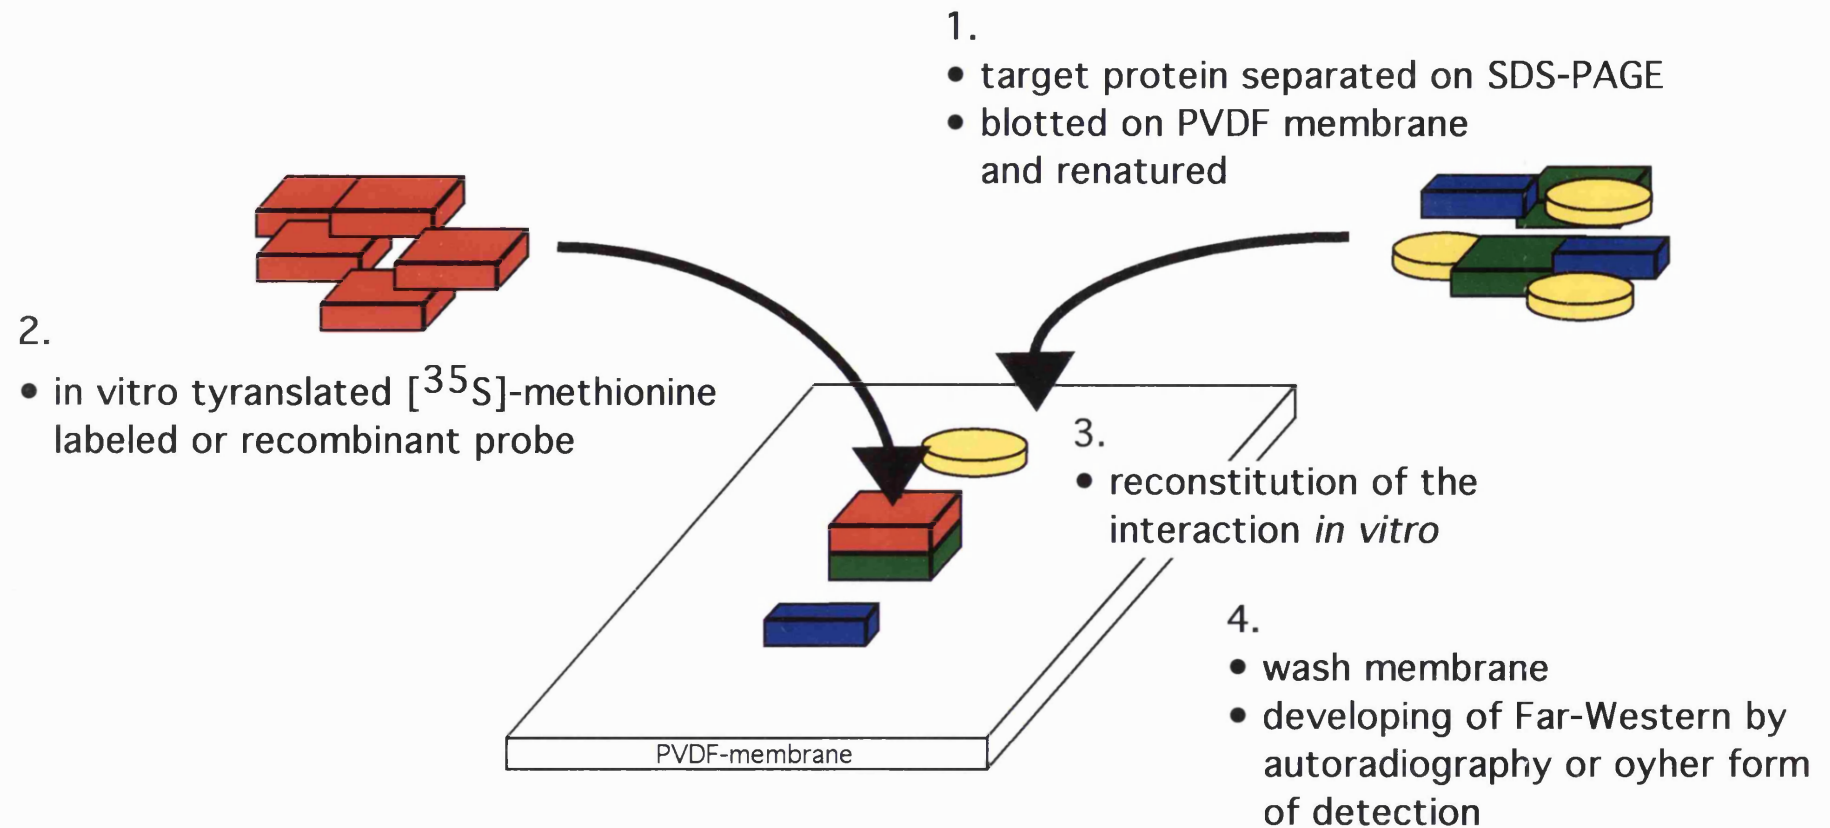 1.
• target protein separated on SDS-PAGE
• blotted on PVDF membrane
and renatured
2.
• in vitro tyranslated [³⁵S]-methionine
labeled or recombinant probe
3.
• reconstitution of the
interaction in vitro
4.
• wash membrane
• developing of Far-Western by
autoradiography or oyher form
of detection
PVDF-membrane